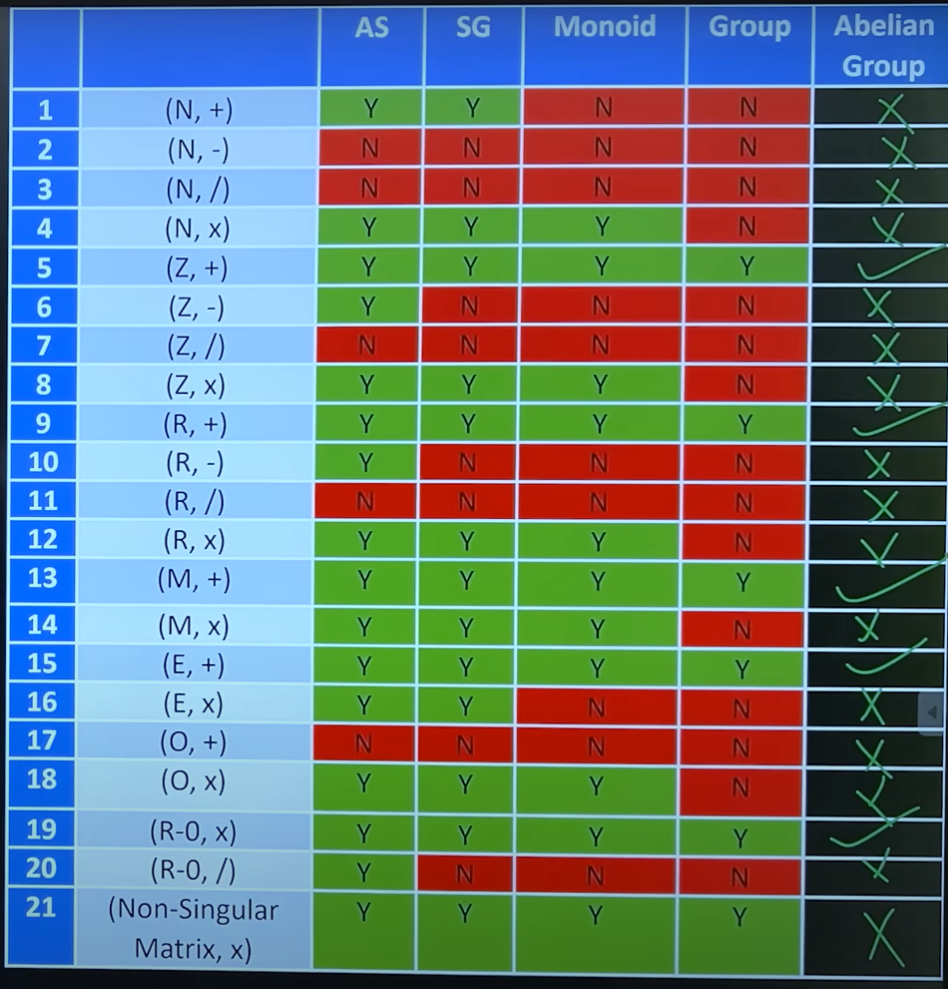 AS SG Monoid Group Abelian
Group
1 (N, +) Y Y N N ✗
2 (N, -) N N N N ✗
3 (N, /) N N N N ✗
4 (N, x) Y Y Y N ✗
5 (Z, +) Y Y Y Y ✓
6 (Z, -) Y N N N ✗
7 (Z, /) N N N N ✗
8 (Z, x) Y Y Y N ✗
9 (R, +) Y Y Y Y ✓
10 (R, -) Y N N N ✗
11 (R, /) N N N N ✗
12 (R, x) Y Y Y N ✗
13 (M, +) Y Y Y Y ✓
14 (M, x) Y Y Y N ✗
15 (E, +) Y Y Y Y ✓
16 (E, x) Y Y N N ✗
17 (O, +) N N N N ✗
18 (O, x) Y Y Y N ✗
19 (R-0, x) Y Y Y Y ✓
20 (R-0, /) Y N N N ✗
21 (Non-Singular Y Y Y Y ✗
Matrix, x)